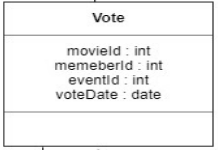 Vote
movieId : int
memeberId : int
eventId : int
voteDate : date